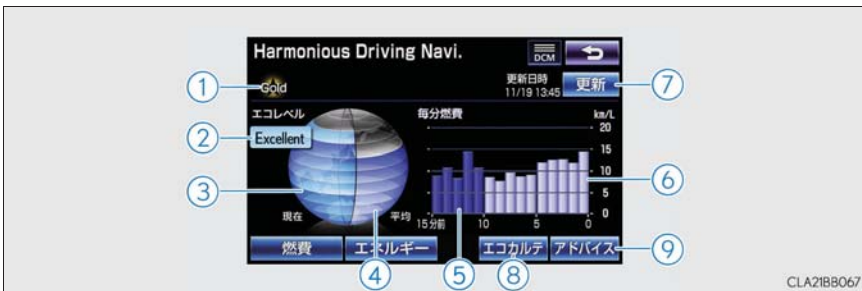 Harmonious Driving Navi.
DCM
① Gold
更新日時
11/19 13:45
更新 ⑦
エコレベル
② Excellent
③
現在
平均
④
毎分燃費
km/L
20
15
10
5
0
⑥
15分前 10 5 0
⑤
燃費 エネルギー エコカルテ アドバイス ⑨
⑧
CLA21BB067